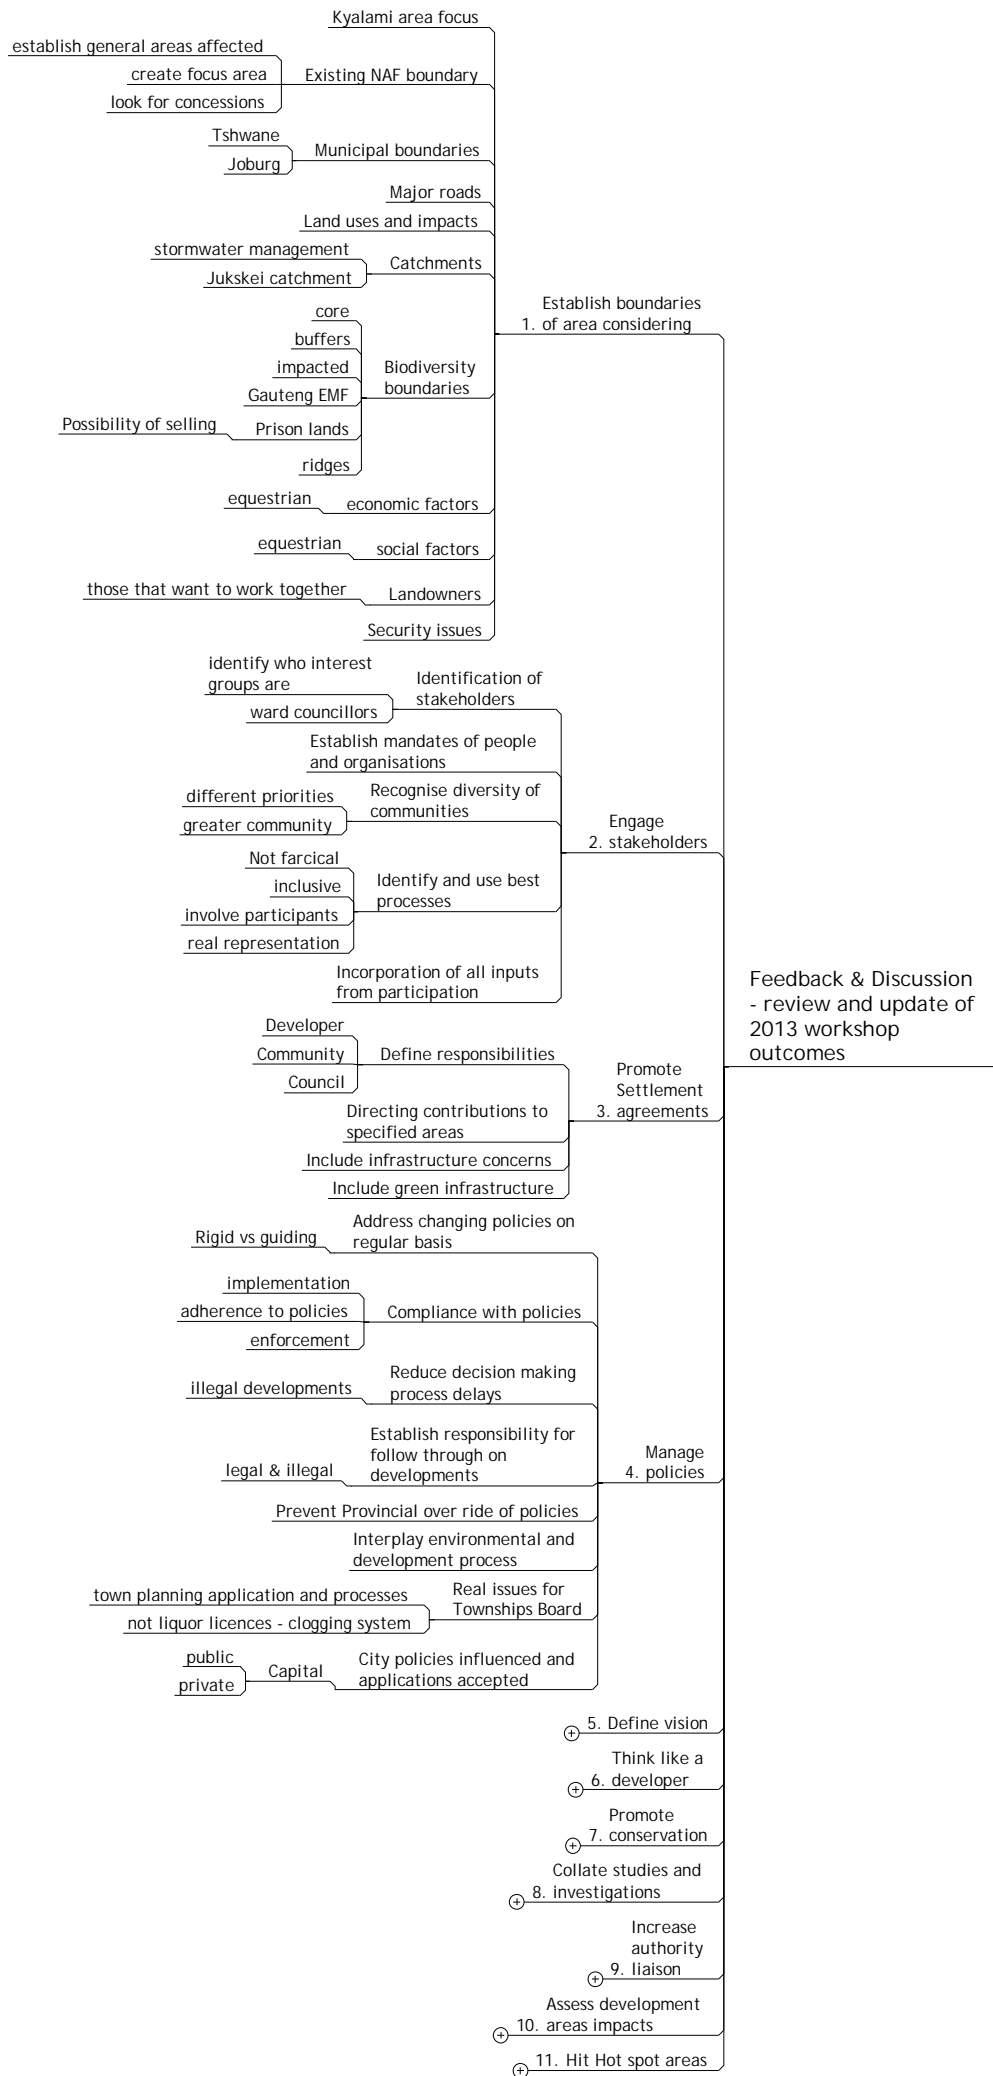 Kyalami area focus
establish general areas affected
create focus area
look for concessions
Existing NAF boundary
Tshwane
Joburg
Municipal boundaries
Major roads
Land uses and impacts
stormwater management
Jukskei catchment
Catchments
core
buffers
impacted
Gauteng EMF
Possibility of selling
Prison lands
ridges
Biodiversity
boundaries
equestrian
economic factors
equestrian
social factors
those that want to work together
Landowners
Security issues
Establish boundaries
1. of area considering
identify who interest
groups are
ward councillors
Identification of
stakeholders
Establish mandates of people
and organisations
different priorities
greater community
Recognise diversity of
communities
Not farcical
inclusive
involve participants
real representation
Identify and use best
processes
Incorporation of all inputs
from participation
Engage
2. stakeholders
Developer
Community
Council
Define responsibilities
Directing contributions to
specified areas
Include infrastructure concerns
Include green infrastructure
Promote
Settlement
3. agreements
Rigid vs guiding
Address changing policies on
regular basis
implementation
adherence to policies
enforcement
Compliance with policies
illegal developments
Reduce decision making
process delays
legal & illegal
Establish responsibility for
follow through on
developments
Prevent Provincial over ride of policies
Interplay environmental and
development process
town planning application and processes
not liquor licences - clogging system
Real issues for
Townships Board
public
private
Capital
City policies influenced and
applications accepted
Manage
4. policies
5. Define vision
Think like a
6. developer
Promote
7. conservation
Collate studies and
8. investigations
Increase
authority
9. liaison
Assess development
10. areas impacts
11. Hit Hot spot areas
Feedback & Discussion
- review and update of
2013 workshop
outcomes